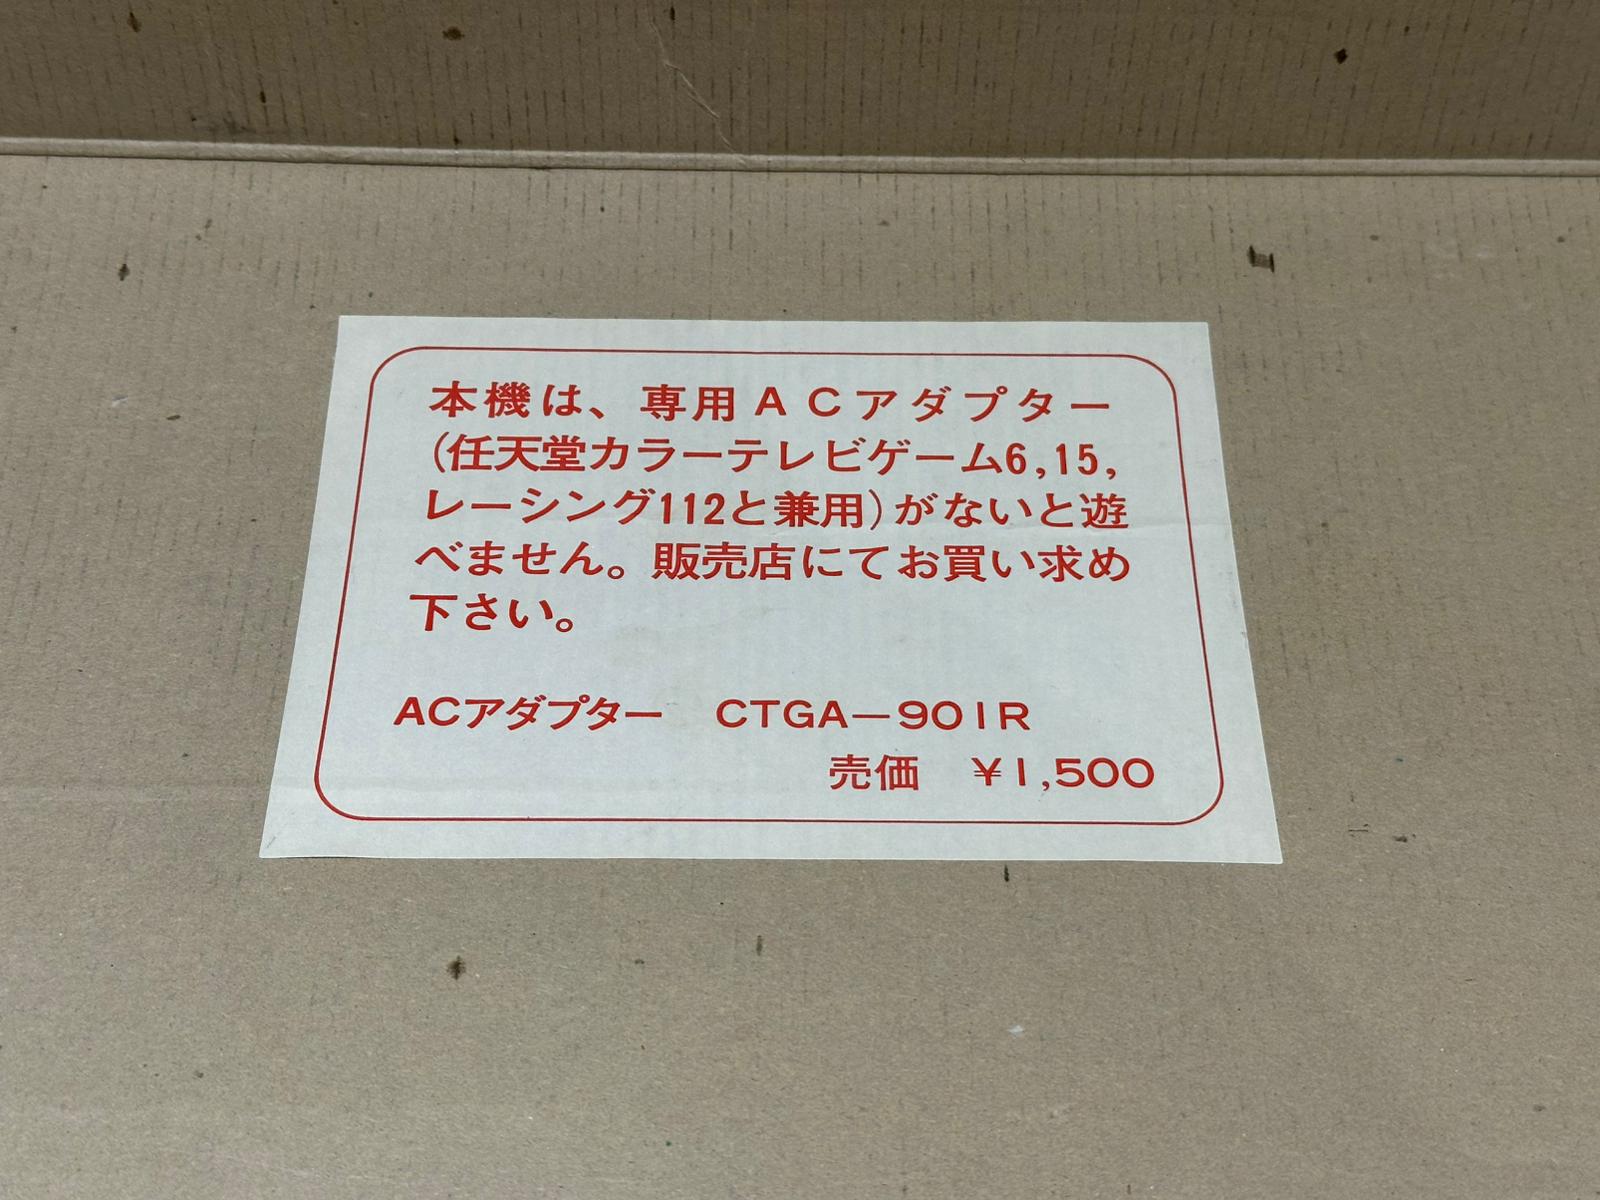 本機は、専用ACアダプター
(任天堂カラーテレビゲーム6,15,
レーシング112と兼用)がないと遊
べません。販売店にてお買い求め
下さい。
ACアダプター　CTGA－901R
売価　¥1,500